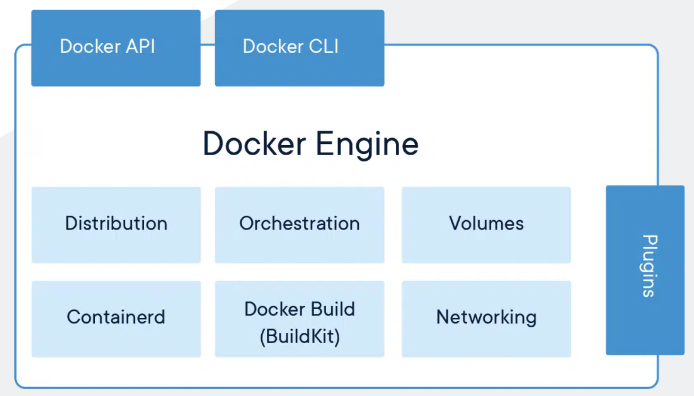 Docker API
Docker CLI
Docker Engine
Distribution
Orchestration
Volumes
Plugins
Containerd
Docker Build
(BuildKit)
Networking